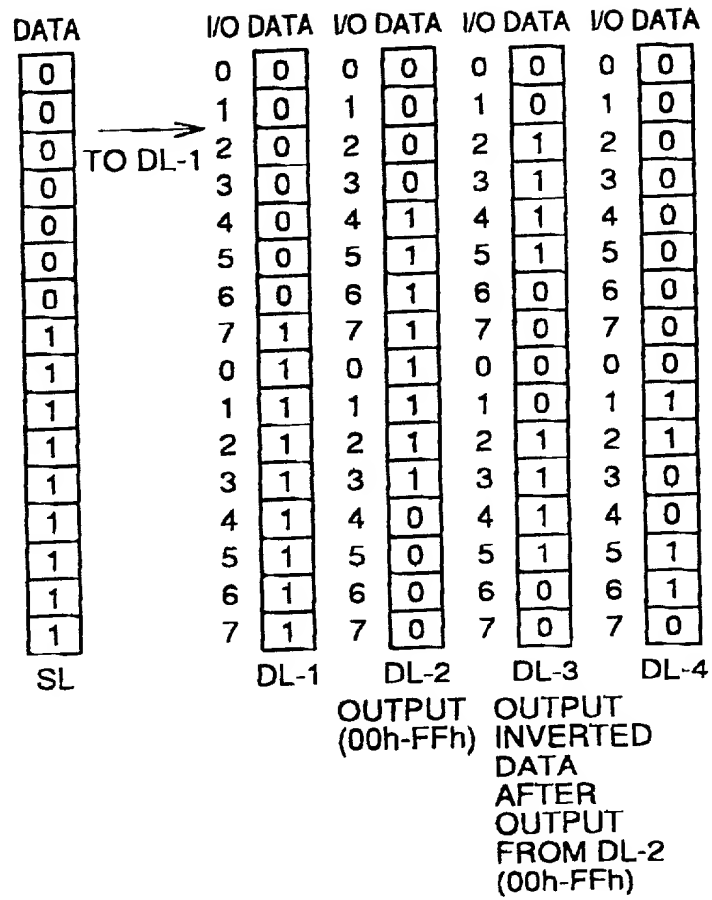 DATA I/O DATA I/O DATA I/O DATA I/O DATA
0 0 0 0 0 0 0 0 0
0 1 0 1 0 1 0 1 0
0 2 0 2 0 2 1 2 0
TO DL-1
0 3 0 3 0 3 1 3 0
0 4 0 4 1 4 1 4 0
0 5 0 5 1 5 1 5 0
0 6 0 6 1 6 0 6 0
1 7 1 7 1 7 0 7 0
1 0 1 0 1 0 0 0 0
1 1 1 1 1 1 0 1 1
1 2 1 2 1 2 1 2 1
1 3 1 3 1 3 1 3 0
1 4 1 4 0 4 1 4 0
1 5 1 5 0 5 1 5 1
1 6 1 6 0 6 0 6 1
1 7 1 7 0 7 0 7 0
SL DL-1 DL-2 DL-3 DL-4
OUTPUT
(00h-FFh)
OUTPUT
INVERTED
DATA
AFTER
OUTPUT
FROM DL-2
(00h-FFh)